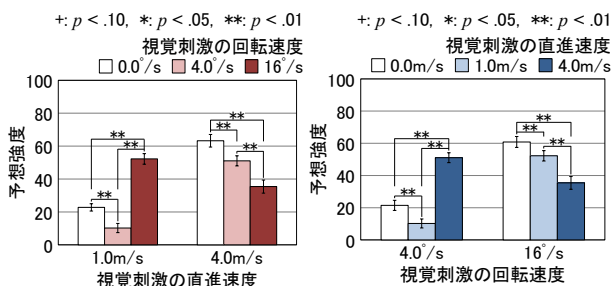 +: p < .10, *: p < .05, **: p < .01
視覚刺激の回転速度
0.0°/s 4.0°/s 16°/s
予想強度
100
80
60
40
20
0
**
**
**
**
**
**
1.0m/s 4.0m/s
視覚刺激の直進速度
+: p < .10, *: p < .05, **: p < .01
視覚刺激の直進速度
0.0m/s 1.0m/s 4.0m/s
予想強度
100
80
60
40
20
0
**
**
**
**
**
**
4.0°/s 16°/s
視覚刺激の回転速度